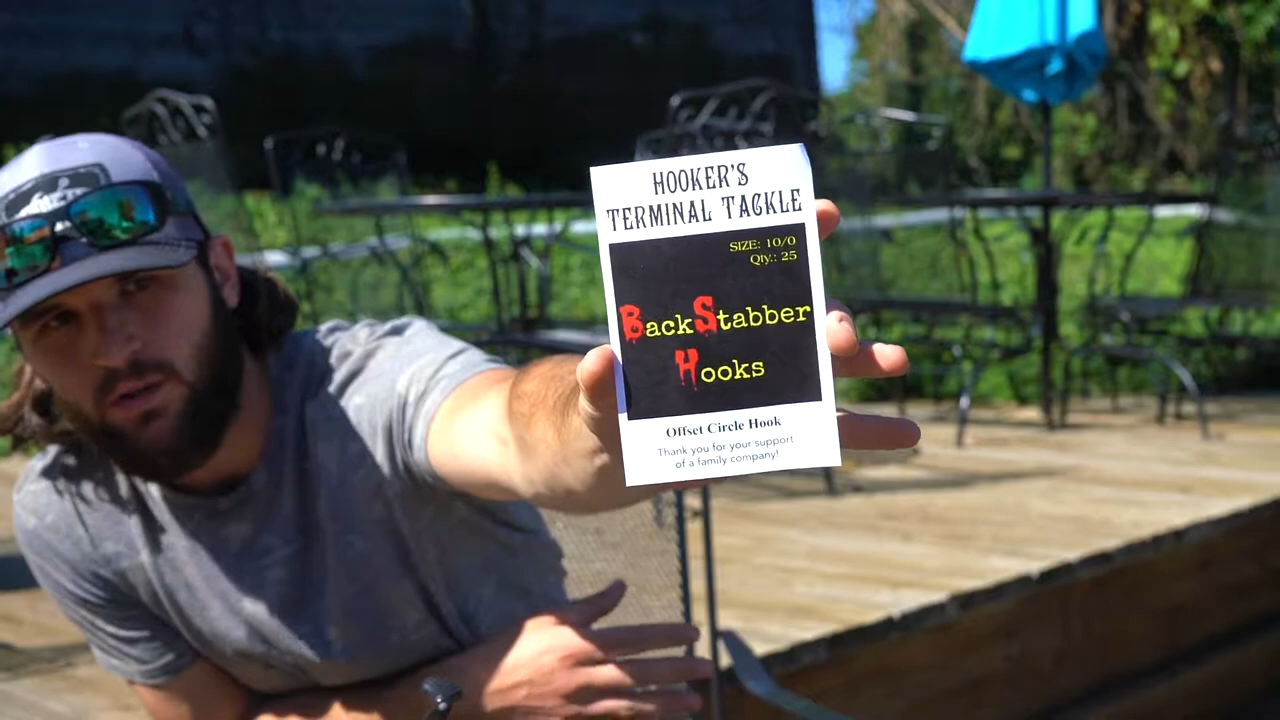 HOOKER'S
TERMINAL TACKLE
SIZE: 10/0
Qty.: 25
BackStabber
Hooks
Offset Circle Hook
Thank you for your support
of a family company!